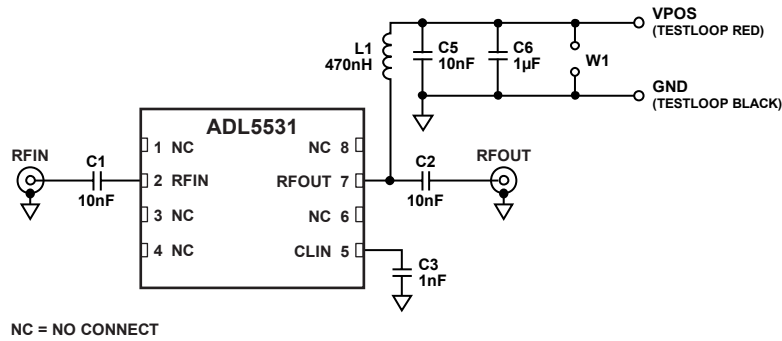 VPOS
(TESTLOOP RED)
L1
470nH
C5
10nF
C6
1µF
W1
GND
(TESTLOOP BLACK)
ADL5531
RFIN
C1
10nF
1 NC
2 RFIN
3 NC
4 NC
NC 8
RFOUT 7
NC 6
CLIN 5
C2
10nF
RFOUT
C3
1nF
NC = NO CONNECT